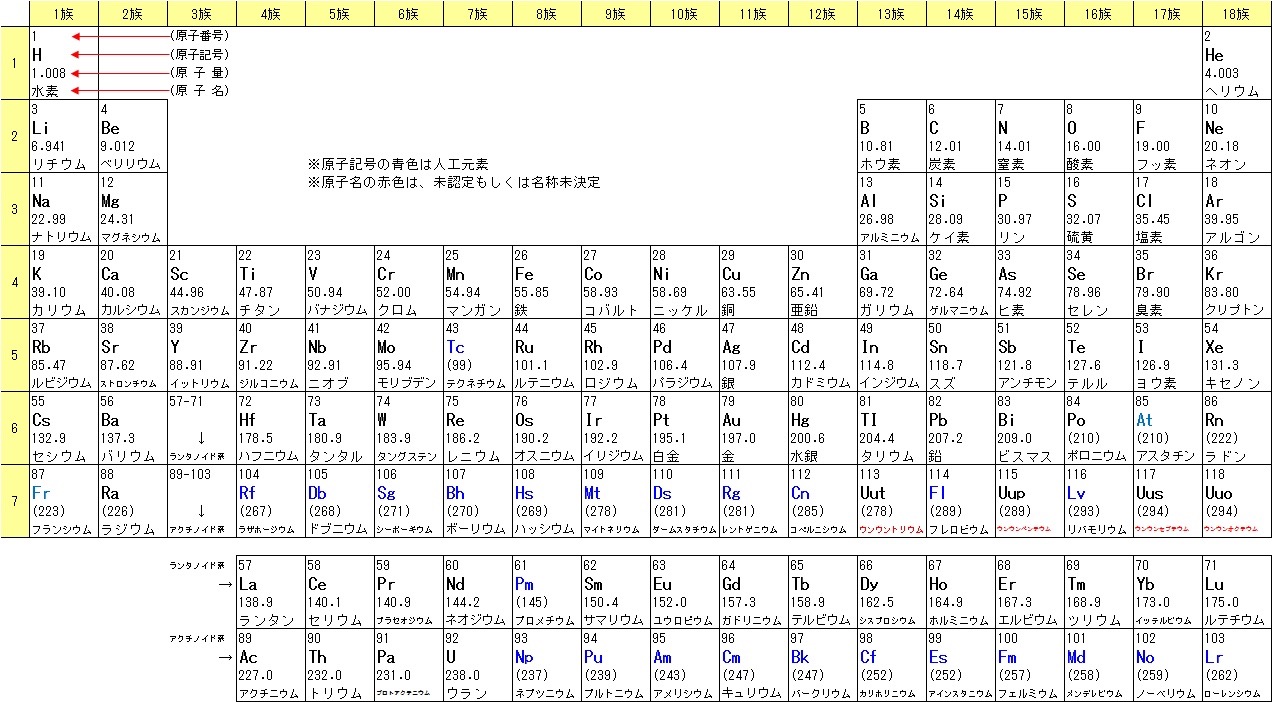 1族 2族 3族 4族 5族 6族 7族 8族 9族 10族 11族 12族 13族 14族 15族 16族 17族 18族
1 (原子番号) 2
1 H (原子記号) He
1.008 (原 子 量) 4.003
水素 (原 子 名) ヘリウム
3 4 5 6 7 8 9 10
2 Li Be B C N O F Ne
6.941 9.012 10.81 12.01 14.01 16.00 19.00 20.18
リチウム ベリリウム ※原子記号の青色は人工元素 ホウ素 炭素 窒素 酸素 フッ素 ネオン
11 12 ※原子名の赤色は、未認定もしくは名称未決定 13 14 15 16 17 18
3 Na Mg Al Si P S Cl Ar
22.99 24.31 26.98 28.09 30.97 32.07 35.45 39.95
ナトリウム マグネシウム アルミニウム ケイ素 リン 硫黄 塩素 アルゴン
19 20 21 22 23 24 25 26 27 28 29 30 31 32 33 34 35 36
4 K Ca Sc Ti V Cr Mn Fe Co Ni Cu Zn Ga Ge As Se Br Kr
39.10 40.08 44.96 47.87 50.94 52.00 54.94 55.85 58.93 58.69 63.55 65.41 69.72 72.64 74.92 78.96 79.90 83.80
カリウム カルシウム スカンジウム チタン バナジウム クロム マンガン 鉄 コバルト ニッケル 銅 亜鉛 ガリウム ゲルマニウム ヒ素 セレン 臭素 クリプトン
37 38 39 40 41 42 43 44 45 46 47 48 49 50 51 52 53 54
5 Rb Sr Y Zr Nb Mo Tc Ru Rh Pd Ag Cd In Sn Sb Te I Xe
85.47 87.62 88.91 91.22 92.91 95.94 (99) 101.1 102.9 106.4 107.9 112.4 114.8 118.7 121.8 127.6 126.9 131.3
ルビジウム ストロンチウム イットリウム ジルコニウム ニオブ モリブデン テクネチウム ルテニウム ロジウム パラジウム 銀 カドミウム インジウム スズ アンチモン テルル ヨウ素 キセノン
55 56 57-71 72 73 74 75 76 77 78 79 80 81 82 83 84 85 86
6 Cs Ba Hf Ta W Re Os Ir Pt Au Hg TI Pb Bi Po At Rn
132.9 137.3 ↓ 178.5 180.9 183.9 186.2 190.2 192.2 195.1 197.0 200.6 204.4 207.2 209.0 (210) (210) (222)
セシウム バリウム ランタノイド系 ハフニウム タンタル タングステン レニウム オスニウム イリジウム 白金 金 水銀 タリウム 鉛 ビスマス ポロニウム アスタチン ラドン
87 88 89-103 104 105 106 107 108 109 110 111 112 113 114 115 116 117 118
7 Fr Ra Rf Db Sg Bh Hs Mt Ds Rg Cn Uut Fl Uup Lv Uus Uuo
(223) (226) ↓ (267) (268) (271) (270) (269) (278) (281) (281) (285) (278) (289) (289) (293) (294) (294)
フランシウム ラジウム アクチノイド系 ラザホージウム ドブニウム シーボーギウム ボーリウム ハッシウム マイトネリウム ダームスタチウム レントゲニウム コペルニシウム ウンウントリウム フレロビウム ウンウンペンチウム リバモリウム ウンウンセプチウム ウンウンオクチウム
ランタノイド系 57 58 59 60 61 62 63 64 65 66 67 68 69 70 71
→ La Ce Pr Nd Pm Sm Eu Gd Tb Dy Ho Er Tm Yb Lu
138.9 140.1 140.9 144.2 (145) 150.4 152.0 157.3 158.9 162.5 164.9 167.3 168.9 173.0 175.0
ランタン セリウム プラセオジウム ネオジウム プロメチウム サマリウム ユウロピウム ガドリニウム テルビウム ジスプロシウム ホルミニウム エルビウム ツリウム イッテルビウム ルテチウム
アクチノイド系 89 90 91 92 93 94 95 96 97 98 99 100 101 102 103
→ Ac Th Pa U Np Pu Am Cm Bk Cf Es Fm Md No Lr
227.0 232.0 231.0 238.0 (237) (239) (243) (247) (247) (252) (252) (257) (258) (259) (262)
アクチニウム トリウム プロトアクチニウム ウラン ネプツニウム プルトニウム アメリシウム キュリウム バークリウム カリホリニウム アインスタニウム フェルミウム メンデレビウム ノーベリウム ローレンシウム